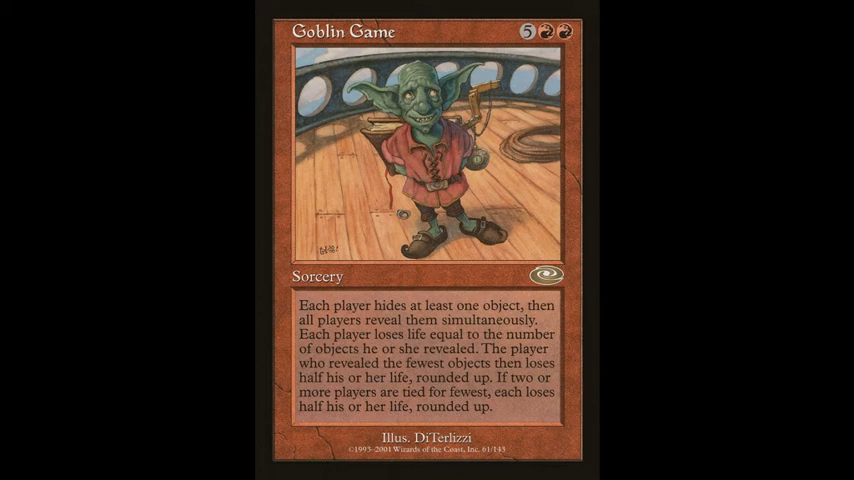 Goblin Game
5
Sorcery
Each player hides at least one object, then
all players reveal them simultaneously.
Each player loses life equal to the number
of objects he or she revealed. The player
who revealed the fewest objects then loses
half his or her life, rounded up. If two or
more players are tied for fewest, each loses
half his or her life, rounded up.
Illus. DiTerlizzi
©1993-2001 Wizards of the Coast, Inc. 61/143